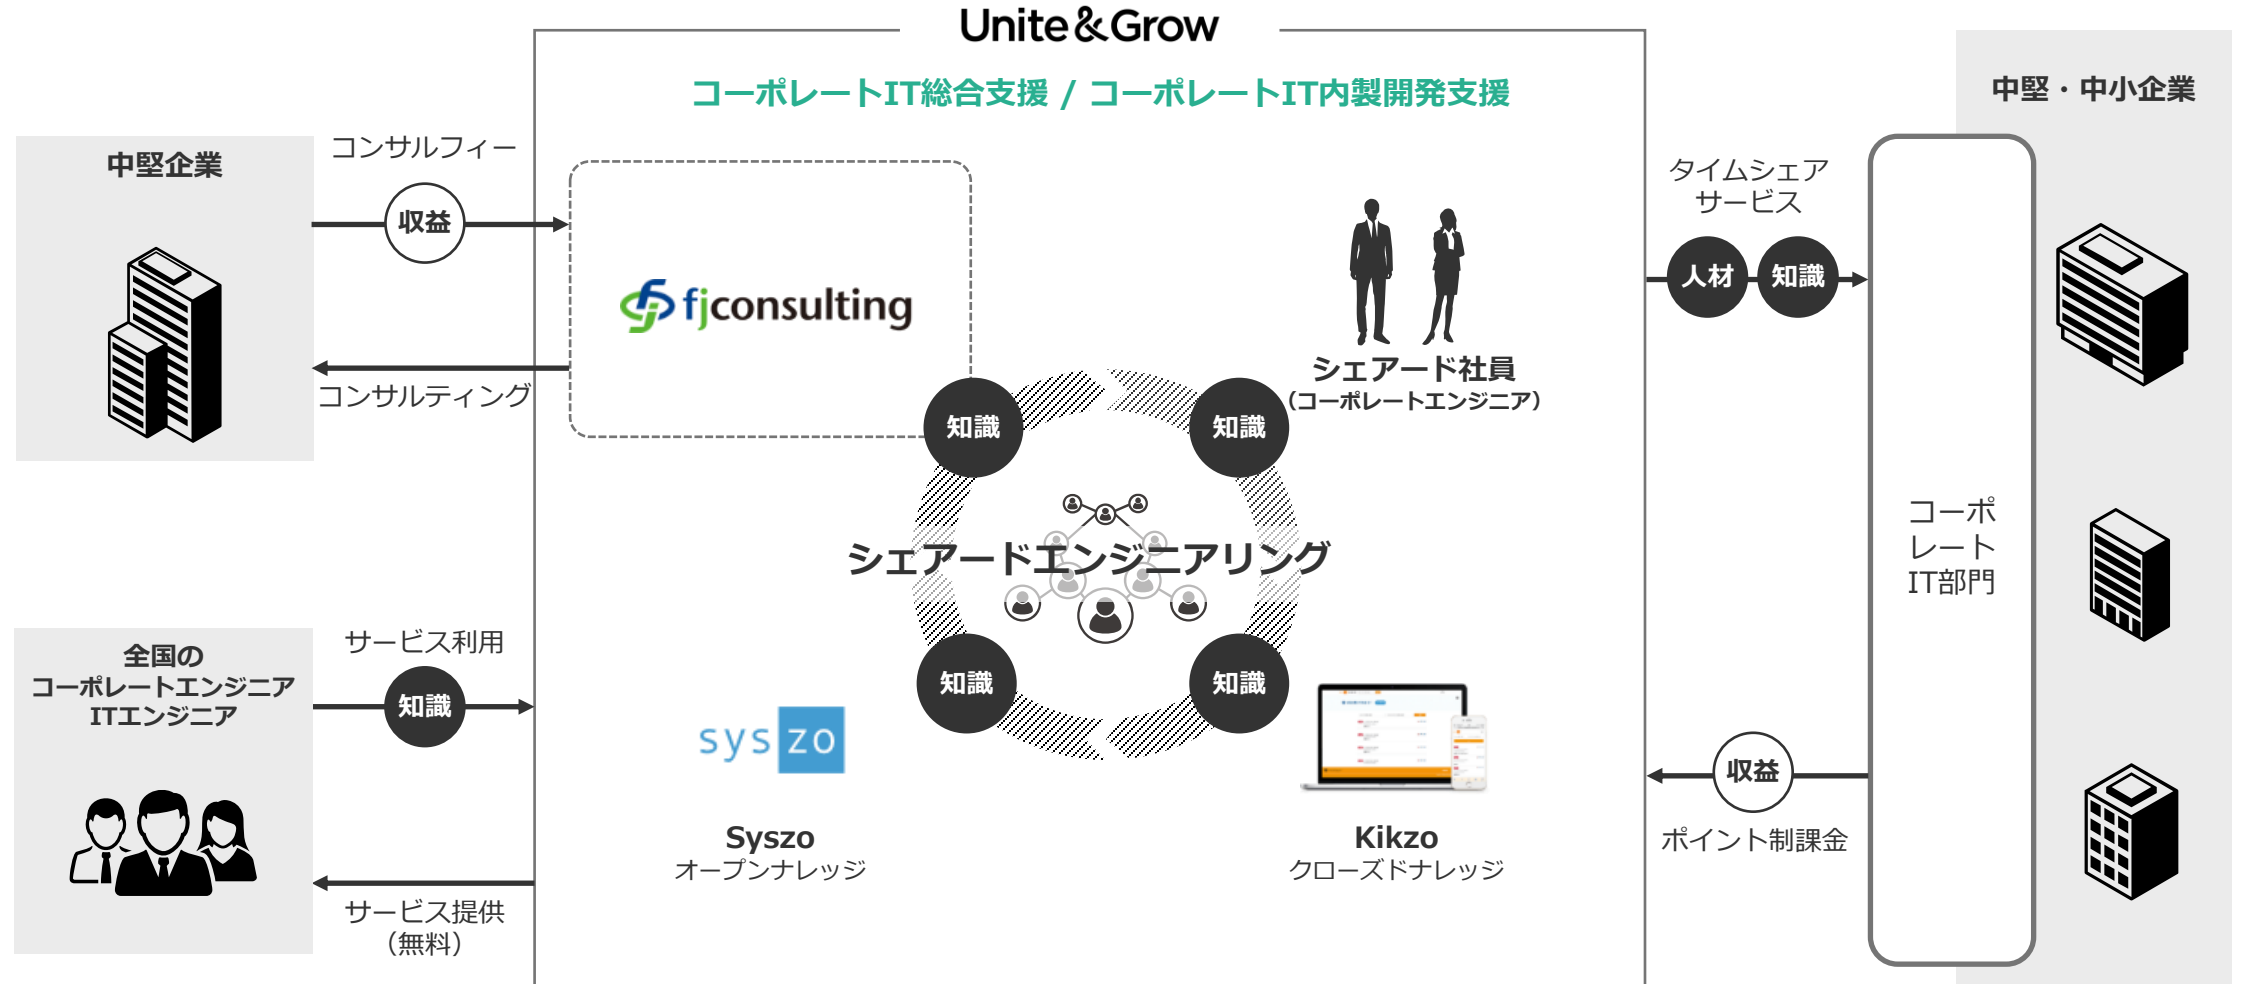 Unite&Grow
コーポレートIT総合支援 / コーポレートIT内製開発支援
中堅企業
コンサルフィー
収益
コンサルティング
fjconsulting
シェアード社員
（コーポレートエンジニア）
知識
知識
シェアードエンジニアリング
知識
知識
syszo
Syszo
オープンナレッジ
Kikzo
クローズドナレッジ
全国の
コーポレートエンジニア
ITエンジニア
サービス利用
知識
サービス提供
（無料）
タイムシェア
サービス
人材
知識
収益
ポイント制課金
中堅・中小企業
コーポ
レート
IT部門